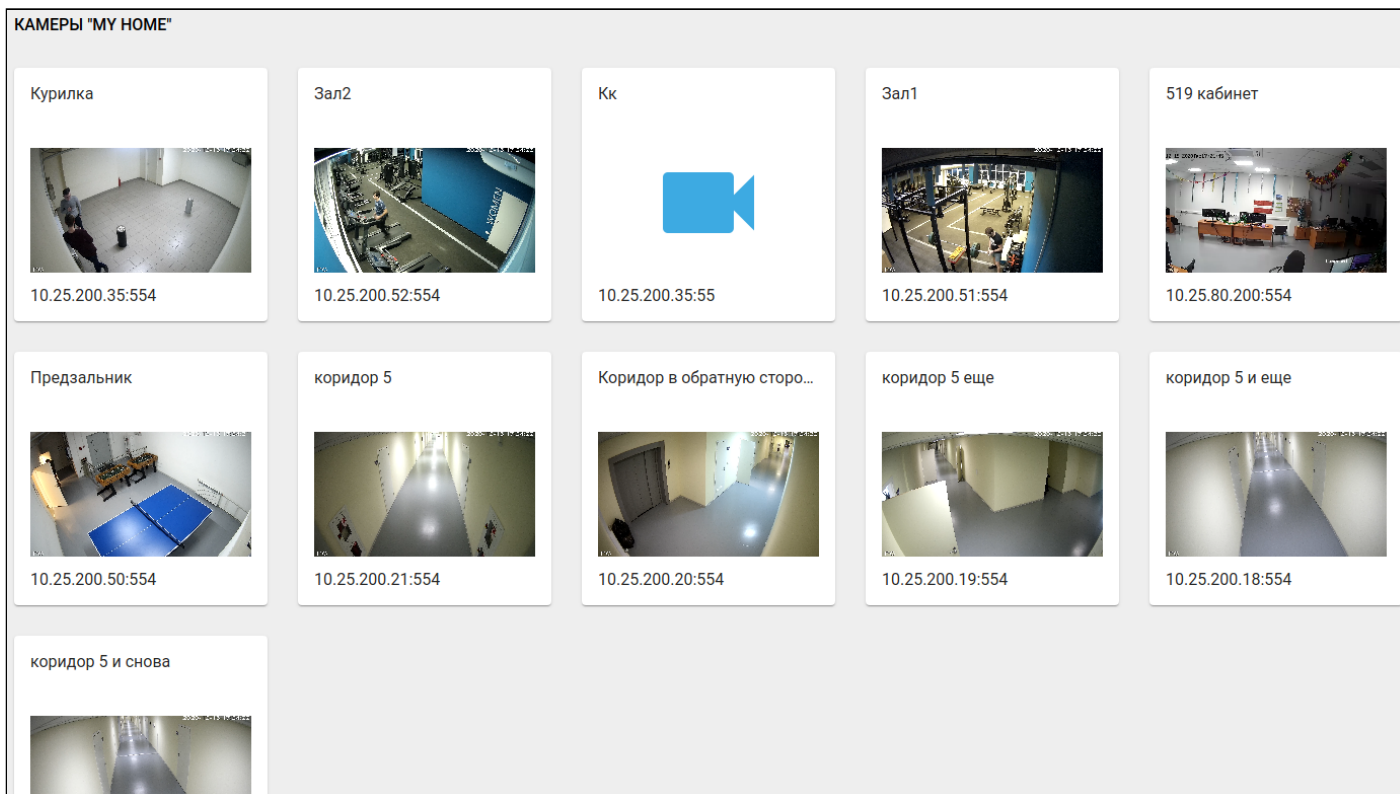 КАМЕРЫ "MY HOME"
Курилка
Зал2
Кк
Зал1
519 кабинет
WOMEN
10.25.200.35:554
10.25.200.52:554
10.25.200.35:55
10.25.200.51:554
10.25.80.200:554
Предзальник
коридор 5
Коридор в обратную сторо...
коридор 5 еще
коридор 5 и еще
10.25.200.50:554
10.25.200.21:554
10.25.200.20:554
10.25.200.19:554
10.25.200.18:554
коридор 5 и снова